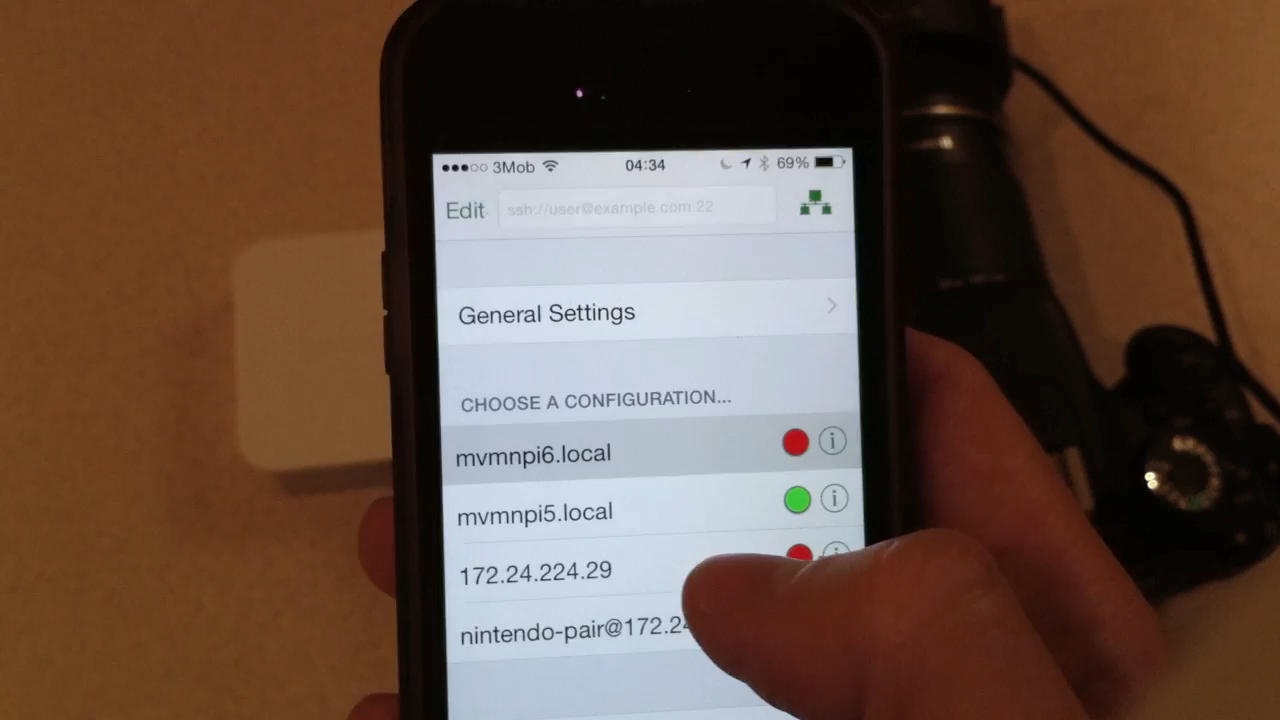 3Mob 04:34 69%
Edit ssh://user@example.com:22
General Settings
CHOOSE A CONFIGURATION...
mvmnpi6.local
mvmnpi5.local
172.24.224.29
nintendo-pair@172.2